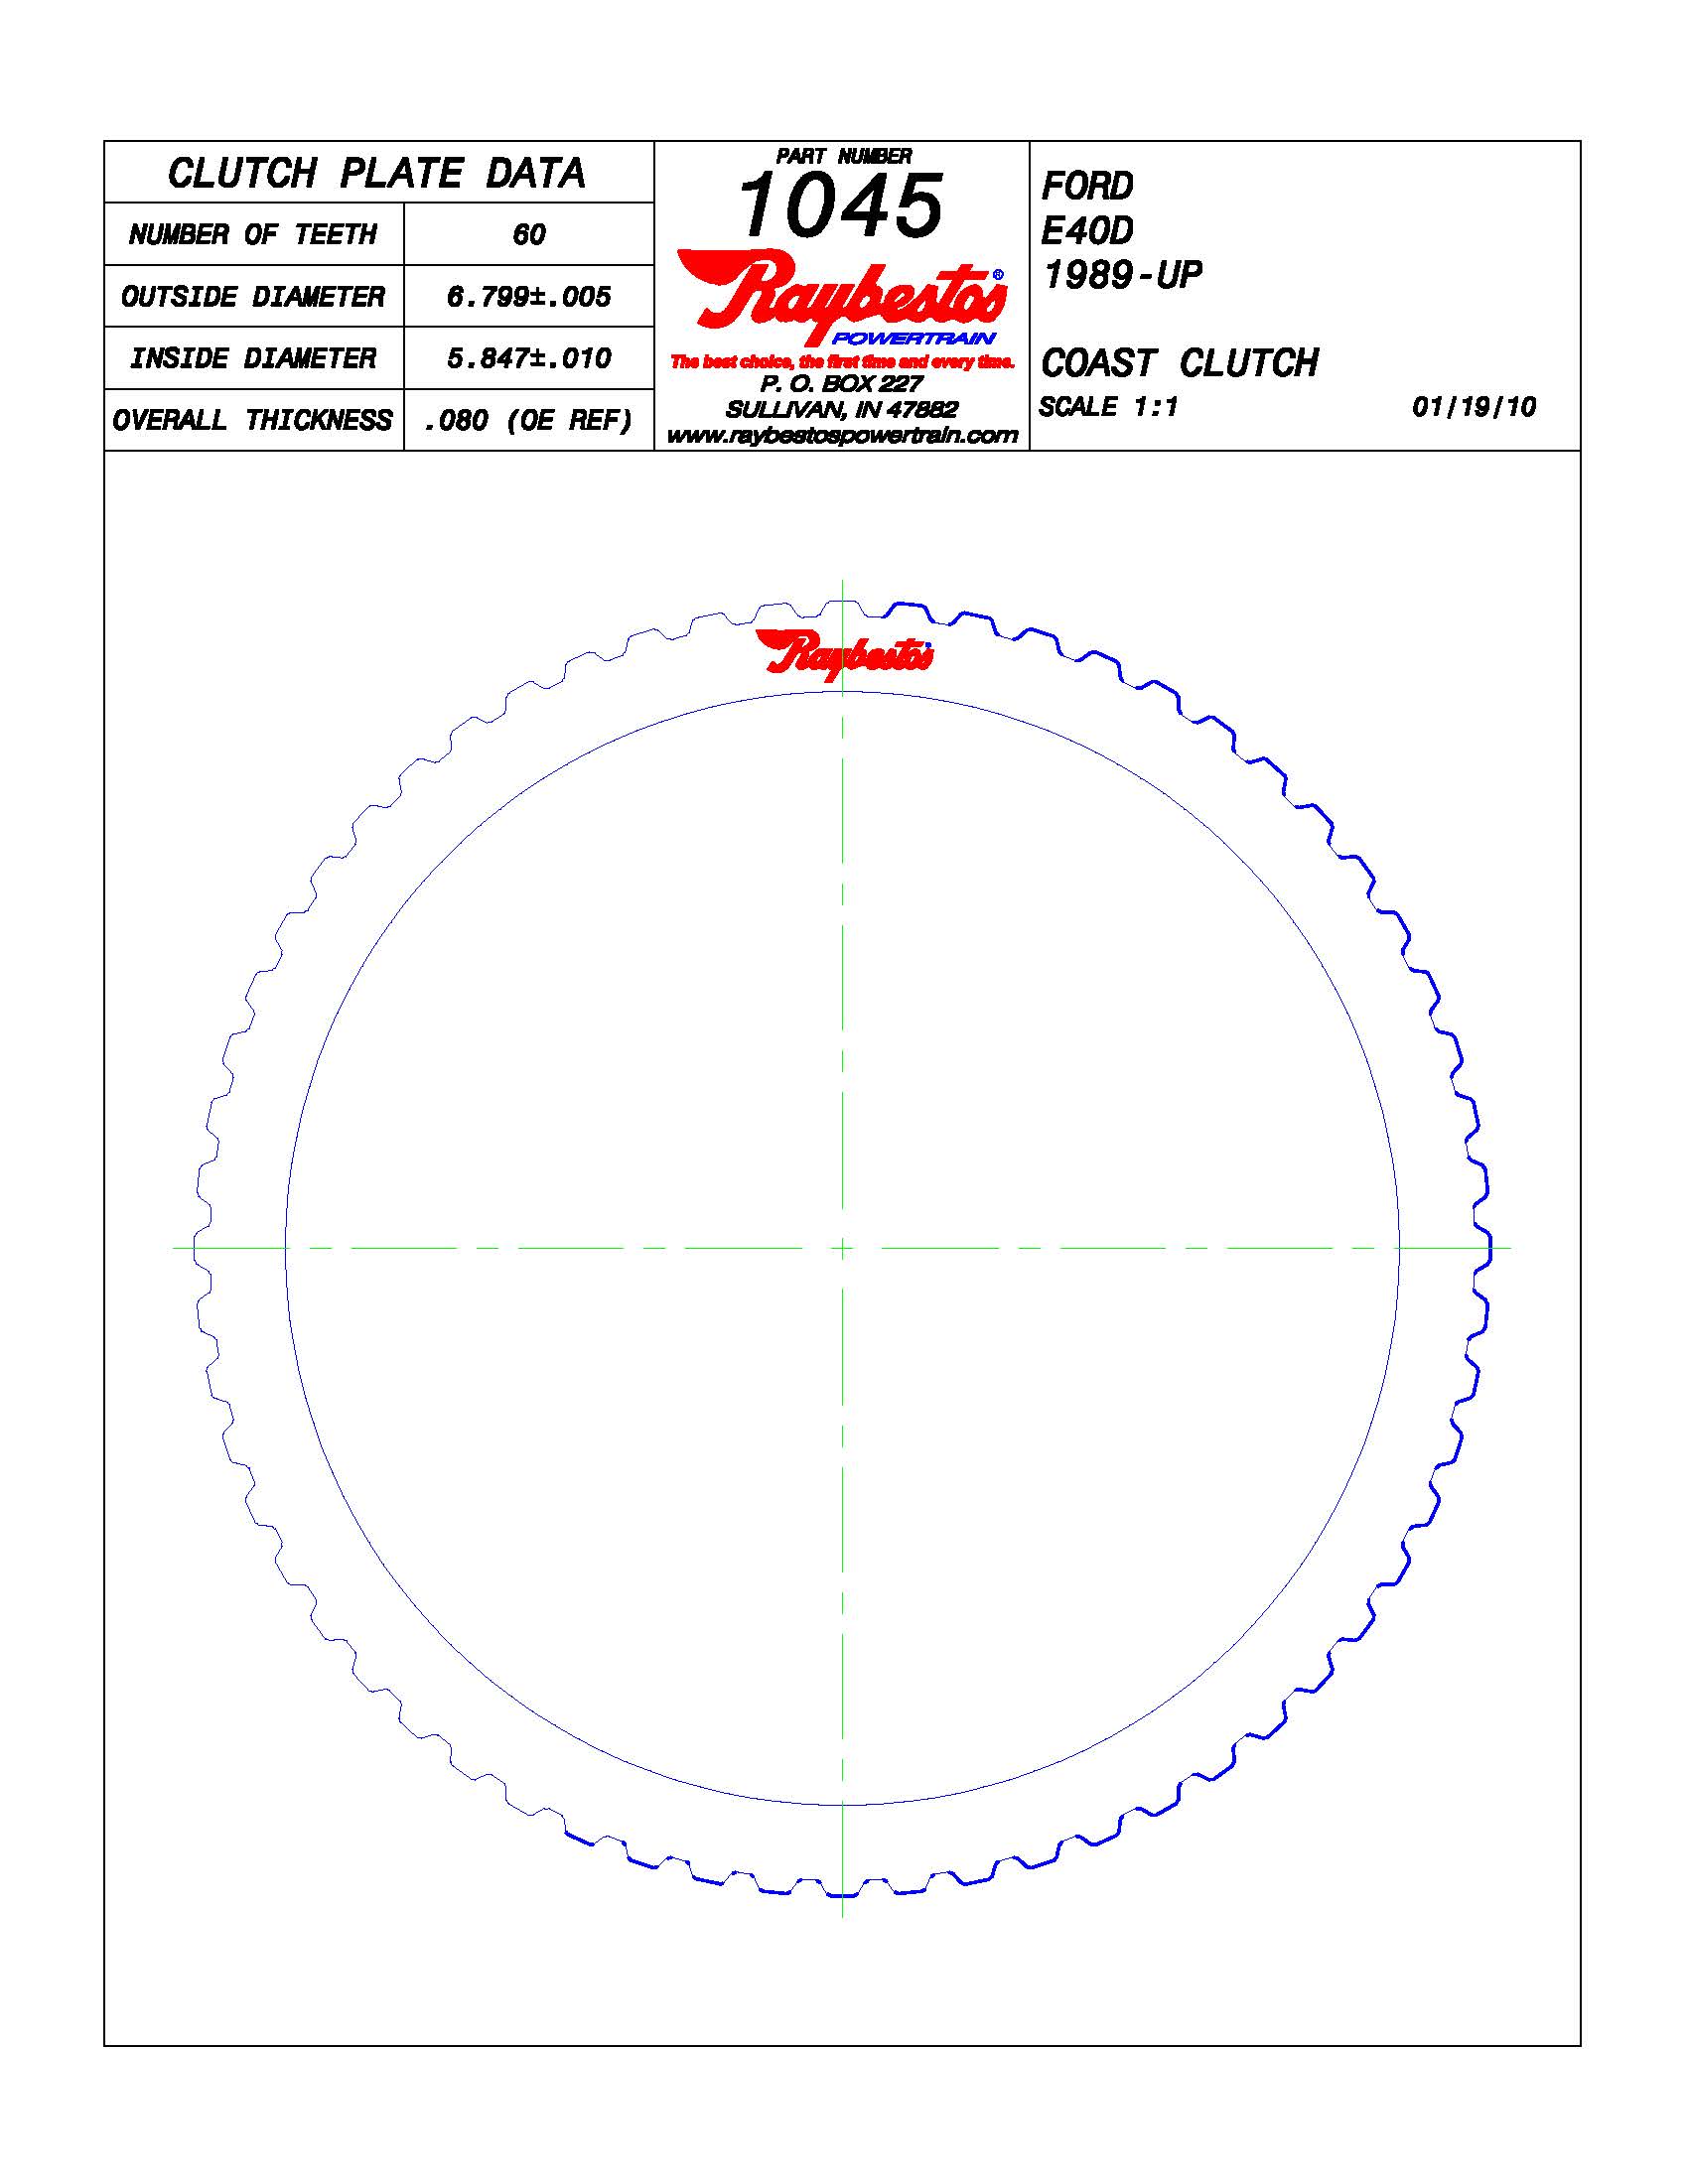 CLUTCH PLATE DATA
NUMBER OF TEETH 60
OUTSIDE DIAMETER 6.799±.005
INSIDE DIAMETER 5.847±.010
OVERALL THICKNESS .080 (OE REF)
PART NUMBER
1045
Raybestos®
POWERTRAIN
The best choice, the first time and every time.
P. O. BOX 227
SULLIVAN, IN 47882
www.raybestospowertrain.com
FORD
E40D
1989-UP
COAST CLUTCH
SCALE 1:1 01/19/10
Raybestos